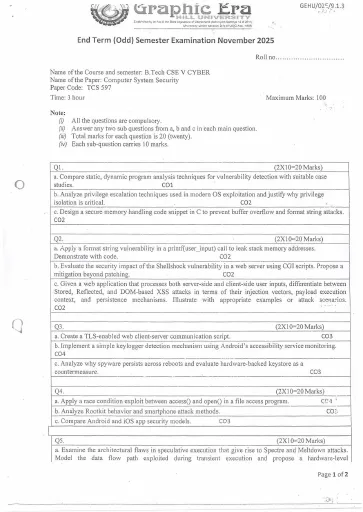 GEHU/02E/9.1.3
Graphic Era
HILL UNIVERSITY
End Term (Odd) Semester Examination November 2025
Roll no
Name of the Course and semester: B.Tech CSE V CYBER
Name of the Paper: Computer System Security
Paper Code: TCS 597
Time: 3 hour Maximum Marks: 100
Note:
(i) All the questions are compulsory.
(ii) Answer any two sub questions from a, b and c in each main question.
(iii) Total marks for each question is 20 (twenty).
(iv) Each sub-question carries 10 marks.
Q1. (2X10=20 Marks)
a. Compare static, dynamic program analysis techniques for vulnerability detection with suitable case
studies. CO1
b. Analyze privilege escalation techniques used in modern OS exploitation and justify why privilege
isolation is critical. CO2
c. Design a secure memory handling code snippet in C to prevent buffer overflow and format string attacks.
CO2
Q2. (2X10=20 Marks)
a. Apply a format string vulnerability in a printf(user_input) call to leak stack memory addresses.
Demonstrate with code. CO2
b. Evaluate the security impact of the Shellshock vulnerability in a web server using CGI scripts. Propose a
mitigation beyond patching. CO2
c. Given a web application that processes both server-side and client-side user inputs, differentiate between
Stored, Reflected, and DOM-based XSS attacks in terms of their injection vectors, payload execution
context, and persistence mechanisms. Illustrate with appropriate examples or attack scenarios.
CO2
Q3. (2X10=20 Marks)
a. Create a TLS-enabled web client-server communication script. CO3
b. Implement a simple keylogger detection mechanism using Android's accessibility service monitoring.
CO4
c. Analyze why spyware persists across reboots and evaluate hardware-backed keystore as a
countermeasure. CO5
Q4. (2X10=20 Marks)
a. Apply a race condition exploit between access() and open() in a file access program. CO4
b. Analyze Rootkit behavior and smartphone attack methods.
c. Compare Android and iOS app security models. CO3
Q5. (2X10=20 Marks)
a. Examine the architectural flaws in speculative execution that give rise to Spectre and Meltdown attacks.
Model the data flow path exploited during transient execution and propose a hardware-level
Page 1 of 2